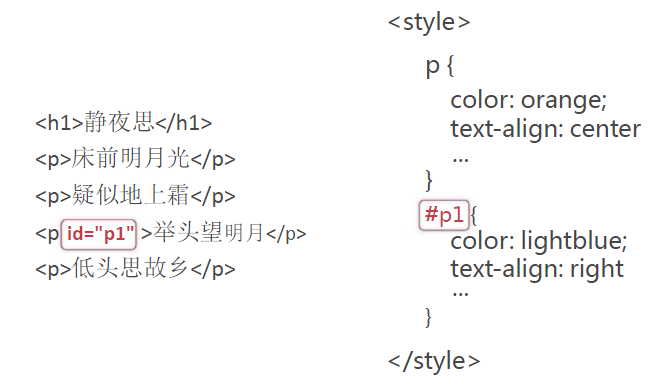 <h1>静夜思</h1>
<p>床前明月光</p>
<p>疑似地上霜</p>
<p id="p1" >举头望明月</p>
<p>低头思故乡</p>
<style>
p {
color: orange;
text-align: center
...
}
#p1 {
color: lightblue;
text-align: right
...
}
</style>